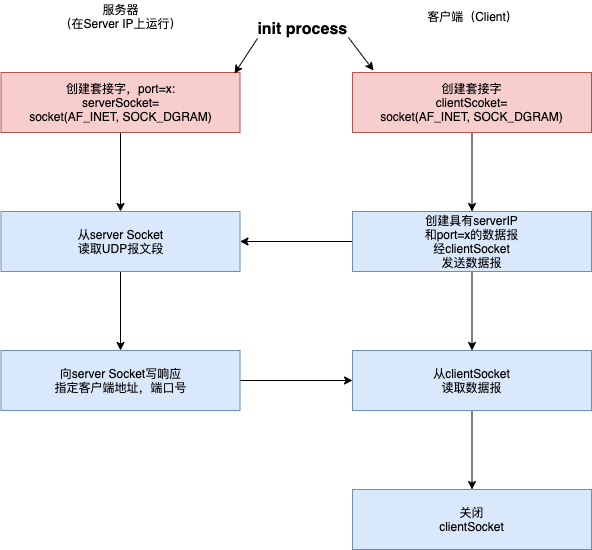 服务器
（在Server IP上运行）
init process
客户端（Client）
创建套接字，port=x:
serverSocket=
socket(AF_INET, SOCK_DGRAM)
创建套接字
clientScoket=
socket(AF_INET, SOCK_DGRAM)
从server Socket
读取UDP报文段
创建具有serverIP
和port=x的数据报
经clientSocket
发送数据报
向server Socket写响应
指定客户端地址，端口号
从clientSocket
读取数据报
关闭
clientSocket